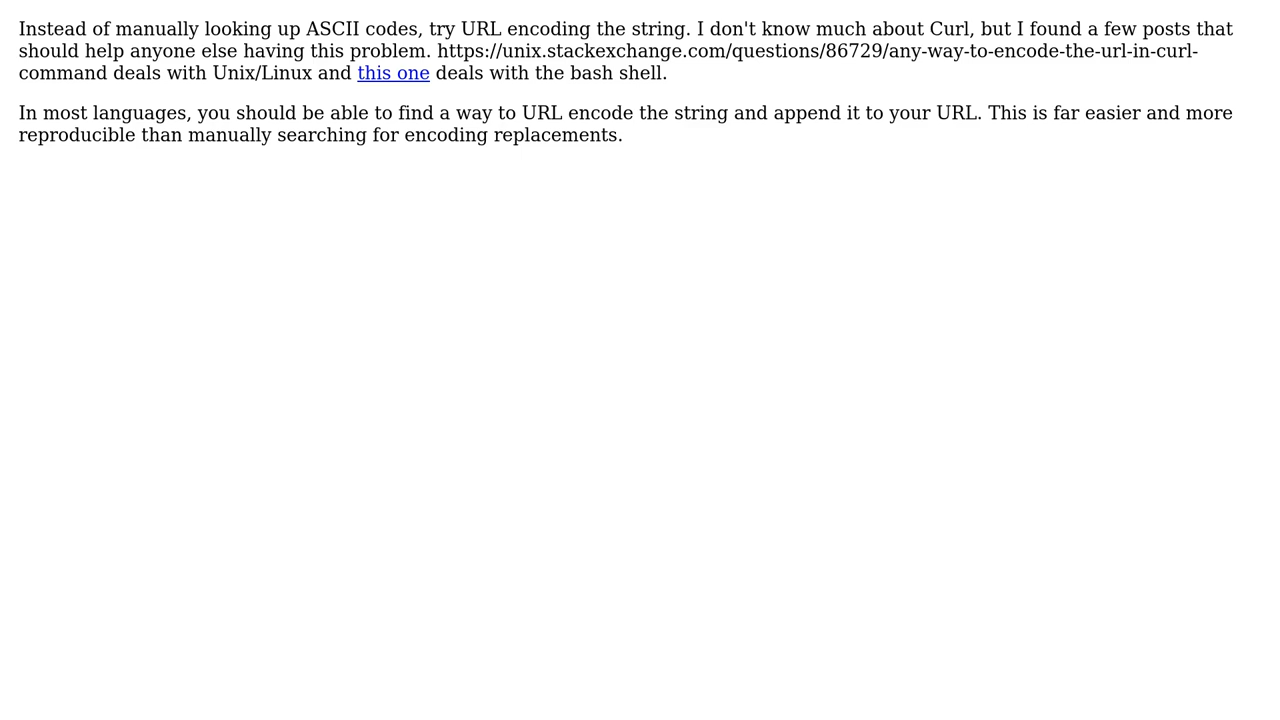 Instead of manually looking up ASCII codes, try URL encoding the string. I don't know much about Curl, but I found a few posts that
should help anyone else having this problem. https://unix.stackexchange.com/questions/86729/any-way-to-encode-the-url-in-curl-
command deals with Unix/Linux and this one deals with the bash shell.
In most languages, you should be able to find a way to URL encode the string and append it to your URL. This is far easier and more
reproducible than manually searching for encoding replacements.